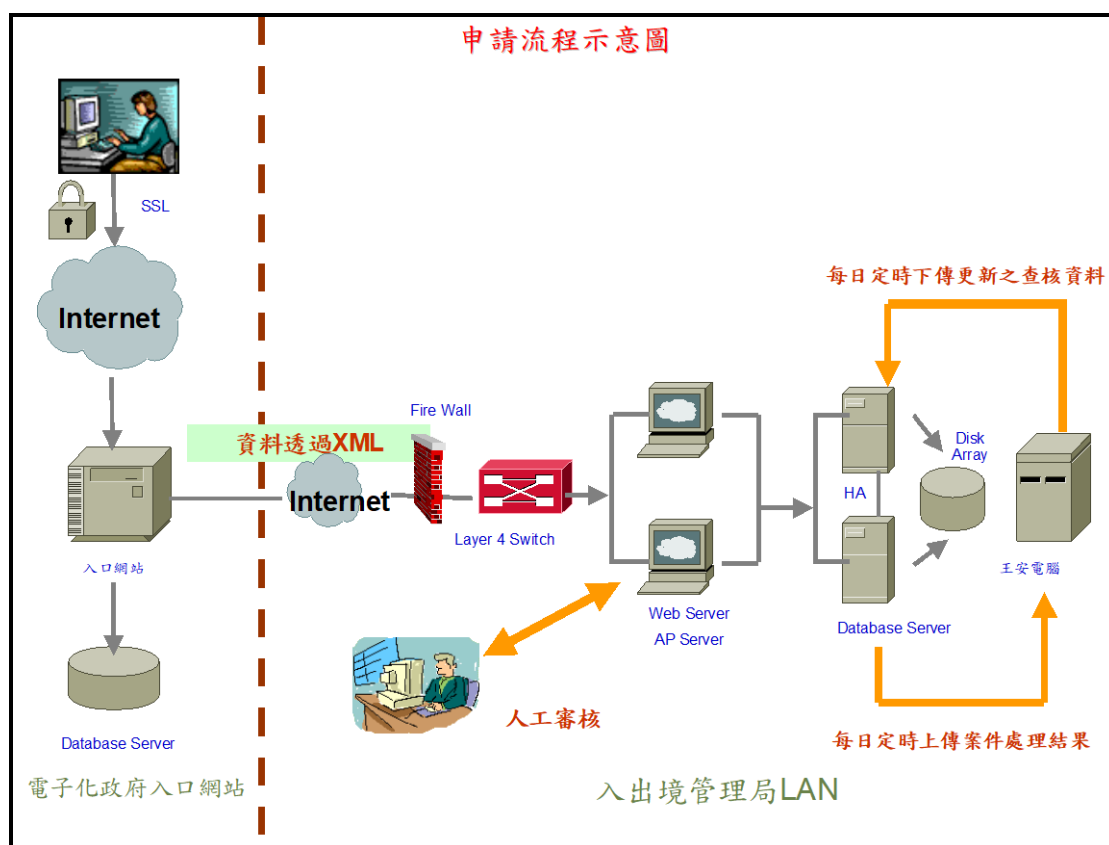 申請流程示意圖
SSL
Internet
每日定時下傳更新之查核資料
Fire Wall
資料透過XML
Internet
Layer 4 Switch
入口網站
Web Server
AP Server
HA
Disk
Array
Database Server
王安電腦
人工審核
Database Server
每日定時上傳案件處理結果
電子化政府入口網站
入出境管理局LAN